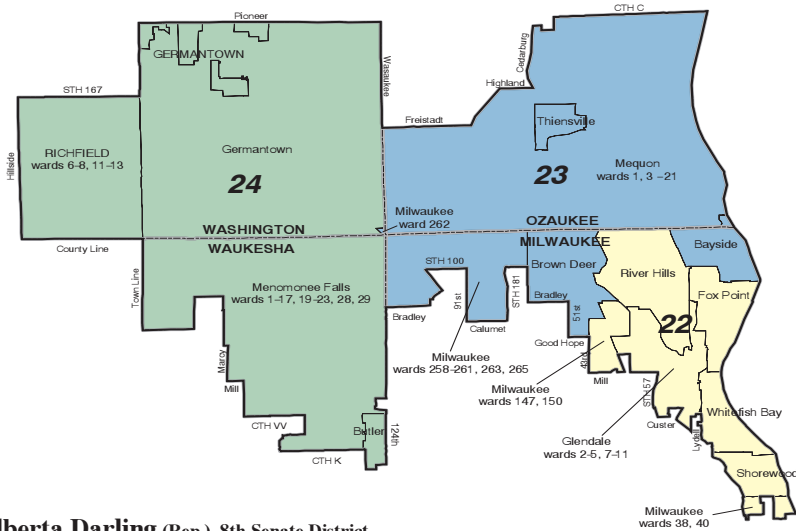 CTH C
Pioneer
Cedarburg
GERMANTOWN
Wasaukee
Highland
STH 167
Freistadt
Thiensville
RICHFIELD
wards 6-8, 11-13
Hillside
Germantown
24
23
Mequon
wards 1, 3 -21
Milwaukee
ward 262
WASHINGTON
OZAUKEE
County Line
WAUKESHA
MILWAUKEE
Bayside
STH 100
Brown Deer
River Hills
Town Line
Menomonee Falls
wards 1-17, 19-23, 28, 29
91st
STH 181
Bradley
Fox Point
Bradley
51st
22
Calumet
Good Hope
Marcy
Milwaukee
wards 258-261, 263, 265
43rd
Mill
Mill
STH 57
Milwaukee
wards 147, 150
Whitefish Bay
CTH VV
Butler
124th
Custer
Lydell
Glendale
wards 2-5, 7-11
CTH K
Shorewood
Milwaukee
wards 38, 40
lberta Darling (Rep.), 8th Senate District